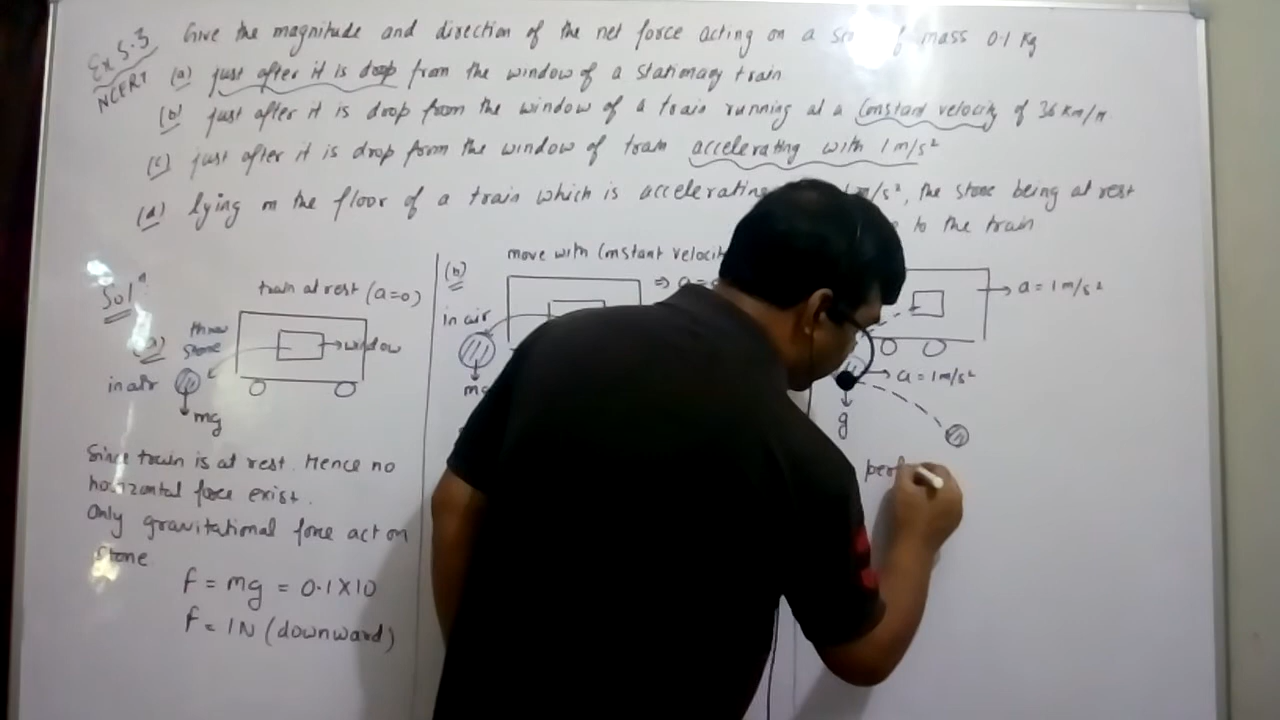 Ex 5.3
NCERT
Give the magnitude and direction of the net force acting on a mass 0.1 Kg
(a) just after it is drop from the window of a stationary train
(b) just after it is drop from the window of a train running at a constant velocity of 36 Km/h
(c) just after it is drop from the window of train accelerating with 1 m/s²
(d) lying on the floor of a train which is accelerating m/s², the stone being at rest
to the train
Solⁿ
(a)
train at rest (a=0)
throw
stone
window
in air
mg
Since train is at rest. Hence no
horizontal force exist.
Only gravitational force act on
Stone
F = mg = 0.1 X 10
F = 1N (downward)
(b)
move with constant
⇒ a =
in air
a = 1 m/s²
a = 1 m/s²
g